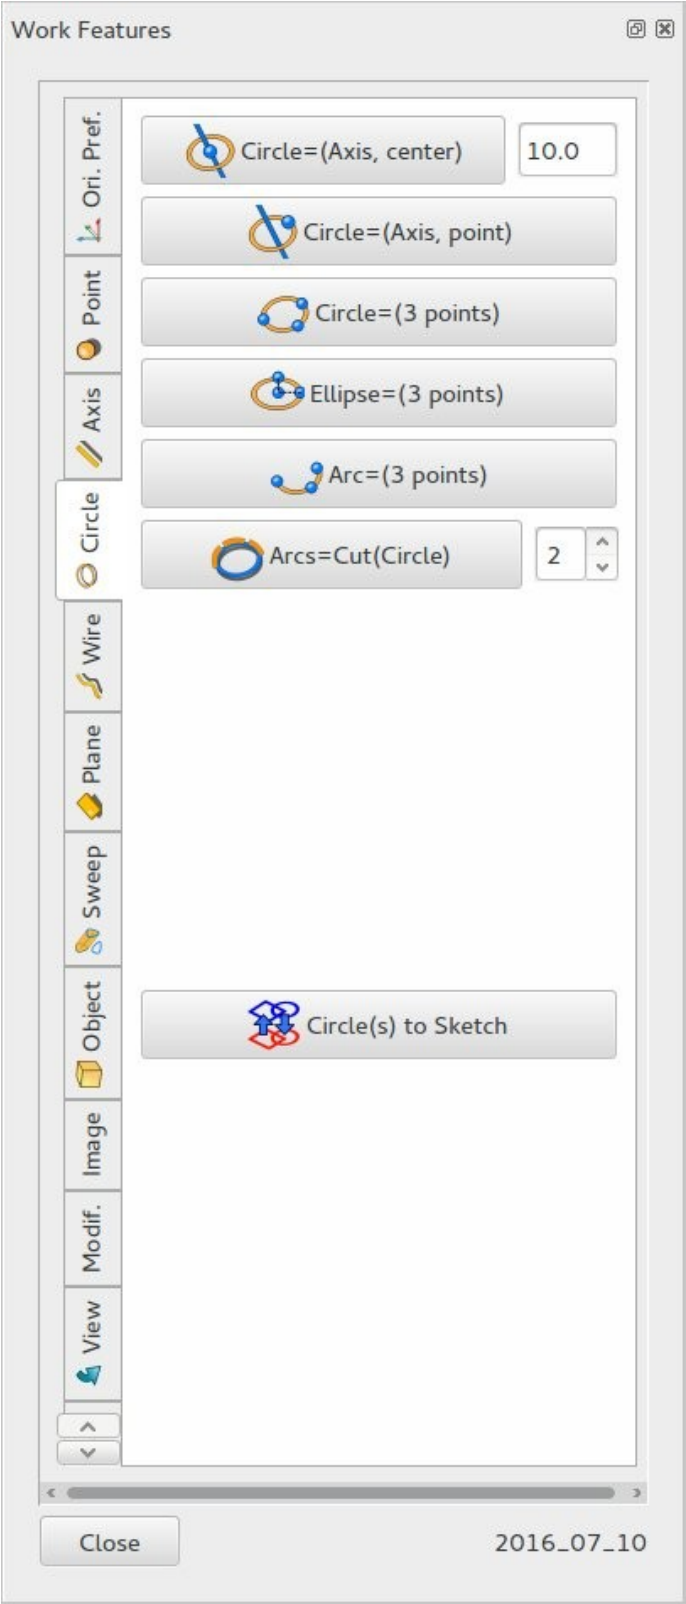 Work Features
Ori. Pref.
Point
Axis
Circle
Wire
Plane
Sweep
Object
Image
Modif.
View
Circle=(Axis, center)
10.0
Circle=(Axis, point)
Circle=(3 points)
Ellipse=(3 points)
Arc=(3 points)
Arcs=Cut(Circle)
2
Circle(s) to Sketch
Close
2016_07_10